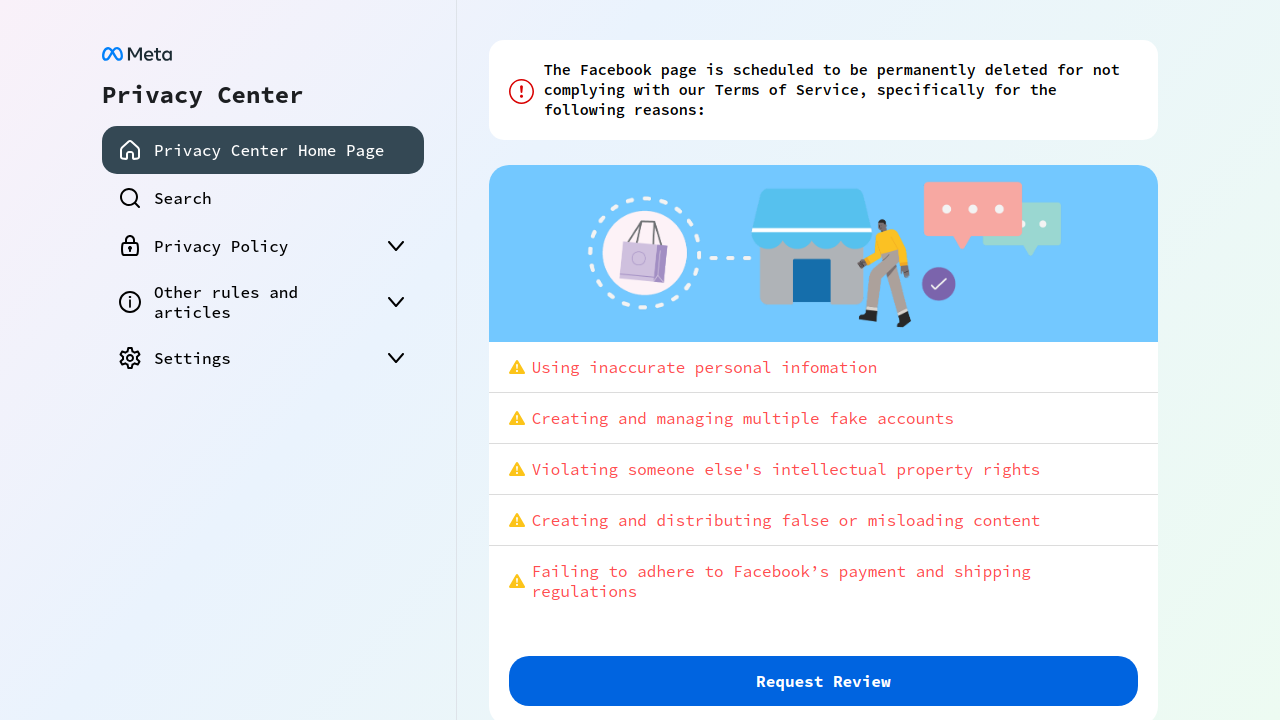 Meta
Privacy Center
Privacy Center Home Page
Search
Privacy Policy
Other rules and
articles
Settings
The Facebook page is scheduled to be permanently deleted for not
complying with our Terms of Service, specifically for the
following reasons:
Using inaccurate personal infomation
Creating and managing multiple fake accounts
Violating someone else's intellectual property rights
Creating and distributing false or misloading content
Failing to adhere to Facebook’s payment and shipping
regulations
Request Review